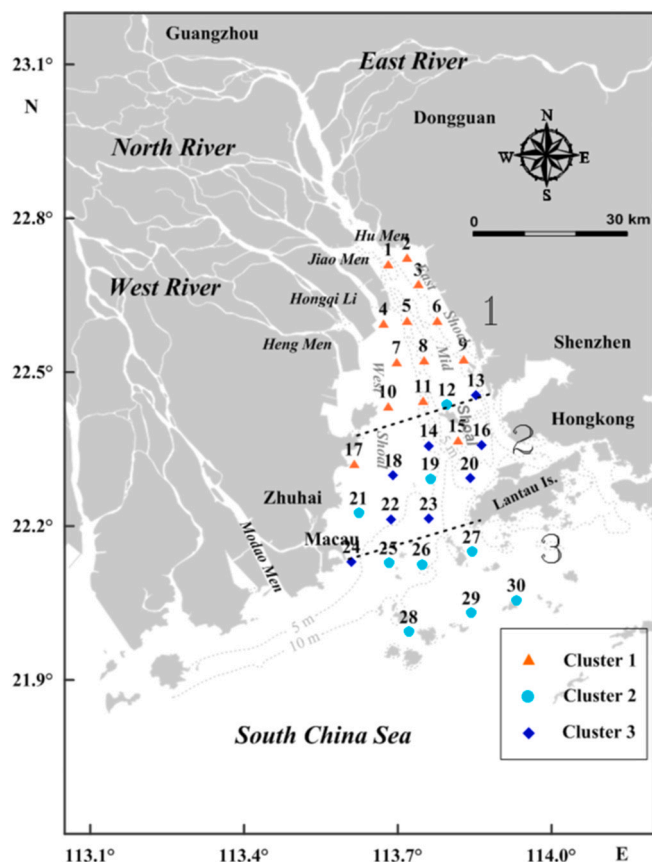 Guangzhou
23.1°
East River
N
Dongguan
N
W E
S
North River
22.8°
0 30 km
Hu Men
1 2
Jiao Men
3
East
West River
Hongqi Li
4 5 6
Shoal
1
Heng Men
Mid
Shenzhen
7 8 9
22.5°
West
10 11 12 13
Shoal
Hongkong
14 15 16
5 m
2
17
Shoal
18 19 20
Zhuhai
21 22 23
Lantau Is.
22.2°
Macau
Modao Men
24 25 26 27
3
5 m
10 m
28 29 30
21.9°
Cluster 1
Cluster 2
Cluster 3
South China Sea
113.1° 113.4° 113.7° 114.0° E